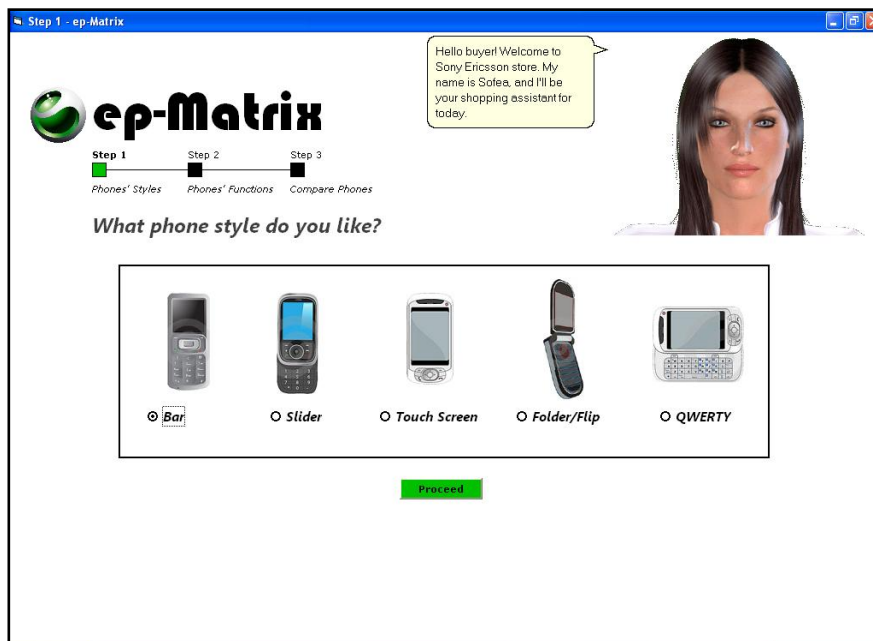 Step 1 - ep-Matrix
Hello buyer! Welcome to
Sony Ericsson store. My
name is Sofea, and I'll be
your shopping assistant for
today.
ep-Matrix
Step 1 Step 2 Step 3
Phones' Styles Phones' Functions Compare Phones
What phone style do you like?
Bar Slider Touch Screen Folder/Flip QWERTY
Proceed